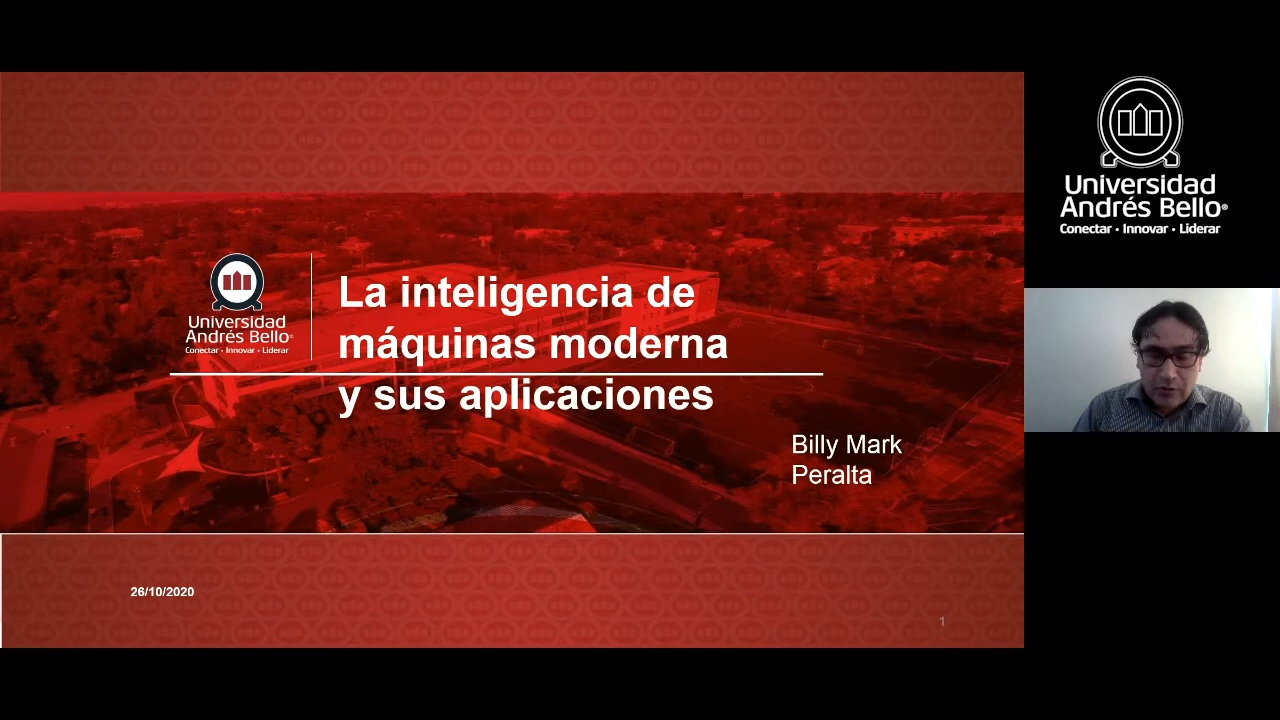 Universidad
Andrés Bello®
Conectar · Innovar · Liderar
La inteligencia de
máquinas moderna
y sus aplicaciones
Billy Mark
Peralta
26/10/2020
1
Universidad
Andrés Bello®
Conectar · Innovar · Liderar